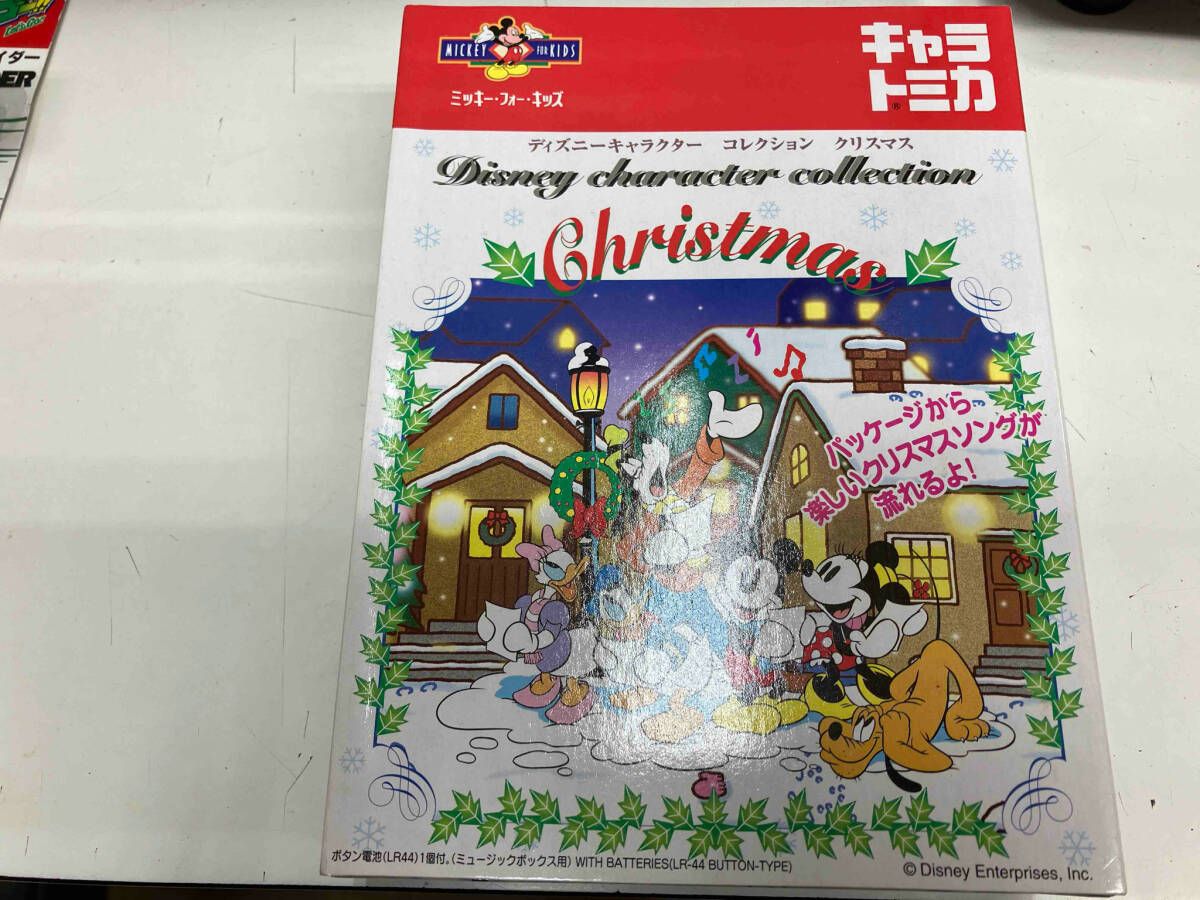 イダー
DER
MICKEY FOR KIDS
ミッキー・フォー・キッズ
キャラ
トミカ®
ディズニーキャラクター コレクション クリスマス
Disney character collection
Christmas
パッケージから
楽しいクリスマスソングが
流れるよ!
ボタン電池(LR44)1個付。(ミュージックボックス用) WITH BATTERIES(LR-44 BUTTON-TYPE)
© Disney Enterprises, Inc.